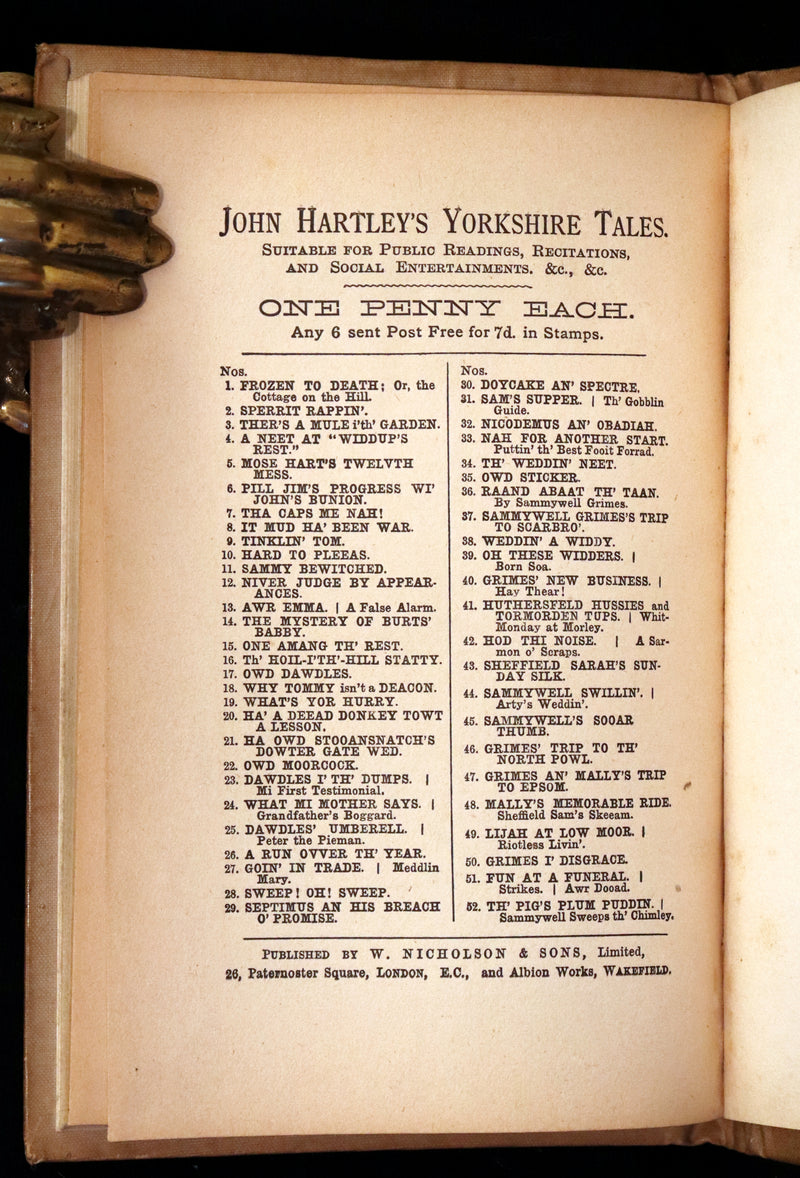 JOHN HARTLEY'S YORKSHIRE TALES.
SUITABLE FOR PUBLIC READINGS, RECITATIONS,
AND SOCIAL ENTERTAINMENTS. &c., &c.
ONE PENNY EACH.
Any 6 sent Post Free for 7d. in Stamps.
Nos.
1. FROZEN TO DEATH; Or, the
Cottage on the Hill.
2. SPERRIT RAPPIN'.
3. THER'S A MULE i'th' GARDEN.
4. A NEET AT "WIDDUP'S
REST."
5. MOSE HART'S TWELVTH
MESS.
6. PILL JIM'S PROGRESS WI'
JOHN'S BUNION.
7. THA CAPS ME NAH!
8. IT MUD HA' BEEN WAR.
9. TINKLIN' TOM.
10. HARD TO PLEEAS.
11. SAMMY BEWITCHED.
12. NIVER JUDGE BY APPEAR-
ANCES.
13. AWR EMMA. | A False Alarm.
14. THE MYSTERY OF BURTS'
BABBY.
15. ONE AMANG TH' REST.
16. Th' HOIL-I'TH'-HILL STATTY.
17. OWD DAWDLES.
18. WHY TOMMY isn't a DEACON.
19. WHAT'S YOR HURRY.
20. HA' A DEEAD DONKEY TOWT
A LESSON.
21. HA OWD STOOANSNATCH'S
DOWTER GATE WED.
22. OWD MOORCOCK.
23. DAWDLES I' TH' DUMPS. |
Mi First Testimonial.
24. WHAT MI MOTHER SAYS. |
Grandfather's Boggard.
25. DAWDLES' UMBERELL. |
Peter the Pieman.
26. A RUN OVVER TH' YEAR.
27. GOIN' IN TRADE. | Meddlin
Mary.
28. SWEEP! OH! SWEEP.
29. SEPTIMUS AN HIS BREACH
O' PROMISE.
Nos.
30. DOYCAKE AN' SPECTRE.
31. SAM'S SUPPER. | Th' Gobblin
Guide.
32. NICODEMUS AN' OBADIAH.
33. NAH FOR ANOTHER START.
Puttin' th' Best Fooit Forrad.
34. TH' WEDDIN' NEET.
35. OWD STICKER.
36. RAAND ABAAT TH' TAAN.
By Sammywell Grimes.
37. SAMMYWELL GRIMES'S TRIP
TO SCARBRO'.
38. WEDDIN' A WIDDY.
39. OH THESE WIDDERS. |
Born Soa.
40. GRIMES' NEW BUSINESS. |
Hay Thear!
41. HUTHERSFELD HUSSIES and
TORMORDEN TUPS. | Whit-
Monday at Morley.
42. HOD THI NOISE. | A Sar-
mon o' Scraps.
43. SHEFFIELD SARAH'S SUN-
DAY SILK.
44. SAMMYWELL SWILLIN'. |
Arty's Weddin'.
45. SAMMYWELL'S SOOAR
THUMB.
46. GRIMES' TRIP TO TH'
NORTH POWL.
47. GRIMES AN' MALLY'S TRIP
TO EPSOM.
48. MALLY'S MEMORABLE RIDE.
Sheffield Sam's Skeeam.
49. LIJAH AT LOW MOOR. |
Riotless Livin'.
50. GRIMES I' DISGRACE.
51. FUN AT A FUNERAL. |
Strikes. | Awr Dooad.
52. TH' PIG'S PLUM PUDDIN. |
Sammywell Sweeps th' Chimley.
PUBLISHED BY W. NICHOLSON & SONS, Limited,
26, Paternoster Square, LONDON, E.C., and Albion Works, WAKEFIELD.